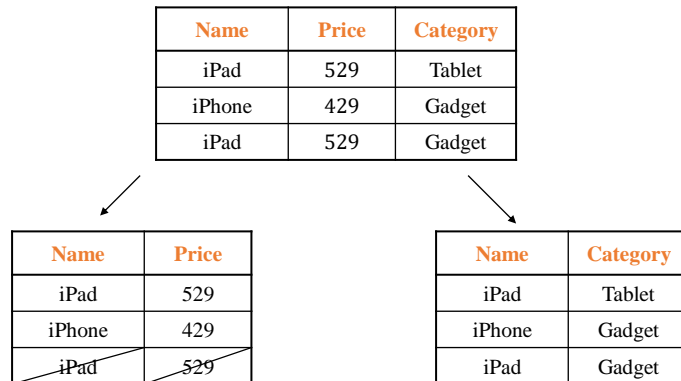 Name Price Category
iPad 529 Tablet
iPhone 429 Gadget
iPad 529 Gadget
Name Price
iPad 529
iPhone 429
iPad 529
Name Category
iPad Tablet
iPhone Gadget
iPad Gadget